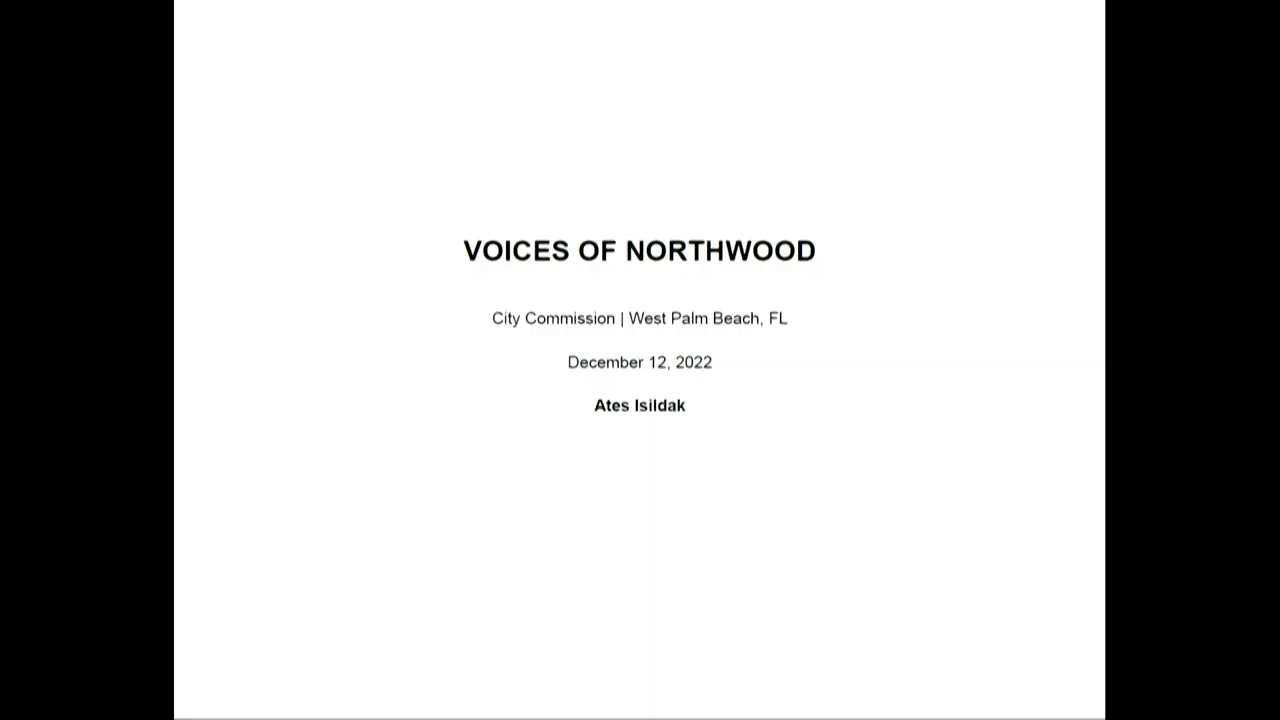 VOICES OF NORTHWOOD
City Commission | West Palm Beach, FL
December 12, 2022
Ates Isildak